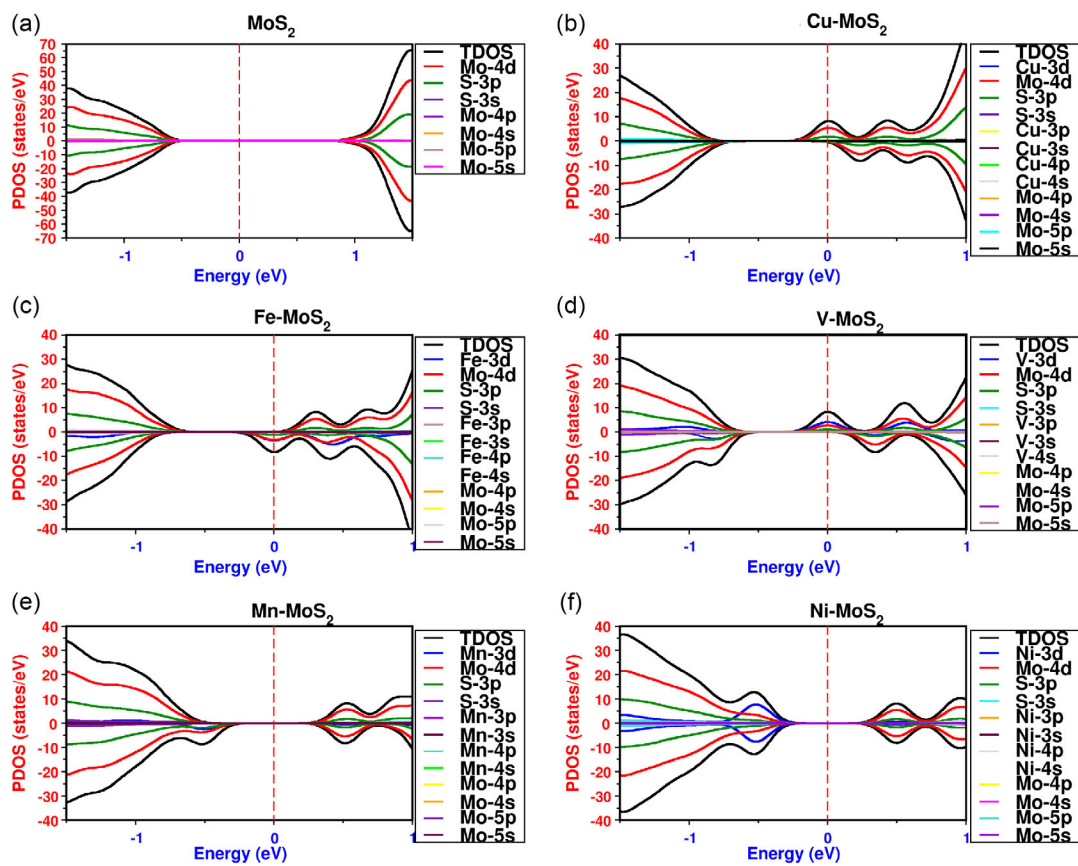 (a)
MoS2
PDOS (states/eV)
70
60
50
40
30
20
10
0
-10
-20
-30
-40
-50
-60
-70
-1
0
1
Energy (eV)
TDOS
Mo-4d
S-3p
S-3s
Mo-4p
Mo-4s
Mo-5p
Mo-5s
(b)
Cu-MoS2
PDOS (states/eV)
40
30
20
10
0
-10
-20
-30
-40
-1
0
1
Energy (eV)
TDOS
Cu-3d
Mo-4d
S-3p
S-3s
Cu-3p
Cu-3s
Cu-4p
Cu-4s
Mo-4p
Mo-4s
Mo-5p
Mo-5s
(c)
Fe-MoS2
PDOS (states/eV)
40
30
20
10
0
-10
-20
-30
-40
-1
0
1
Energy (eV)
TDOS
Fe-3d
Mo-4d
S-3p
S-3s
Fe-3p
Fe-3s
Fe-4p
Fe-4s
Mo-4p
Mo-4s
Mo-5p
Mo-5s
(d)
V-MoS2
PDOS (states/eV)
40
30
20
10
0
-10
-20
-30
-40
-1
0
1
Energy (eV)
TDOS
V-3d
Mo-4d
S-3p
S-3s
V-3p
V-3s
V-4s
Mo-4p
Mo-4s
Mo-5p
Mo-5s
(e)
Mn-MoS2
PDOS (states/eV)
40
30
20
10
0
-10
-20
-30
-40
-1
0
1
Energy (eV)
TDOS
Mn-3d
Mo-4d
S-3p
S-3s
Mn-3p
Mn-3s
Mn-4p
Mn-4s
Mo-4p
Mo-4s
Mo-5p
Mo-5s
(f)
Ni-MoS2
PDOS (states/eV)
40
30
20
10
0
-10
-20
-30
-40
-1
0
1
Energy (eV)
TDOS
Ni-3d
Mo-4d
S-3p
S-3s
Ni-3p
Ni-3s
Ni-4p
Ni-4s
Mo-4p
Mo-4s
Mo-5p
Mo-5s